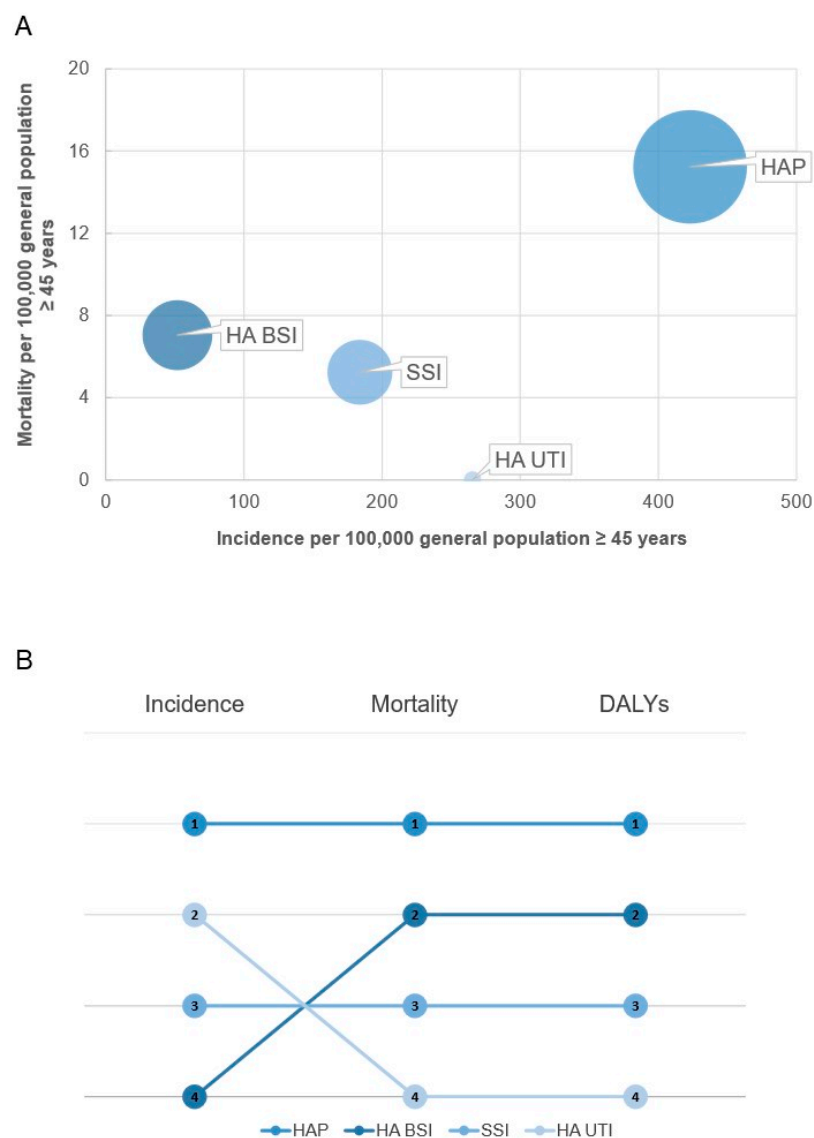 A
Mortality per 100,000 general population
≥ 45 years
20
16
12
8
4
0
HAP
HA BSI
SSI
HA UTI
0 100 200 300 400 500
Incidence per 100,000 general population ≥ 45 years
B
Incidence Mortality DALYs
1 1 1
2 2 2
3 3 3
4 4 4
HAP HA BSI SSI HA UTI